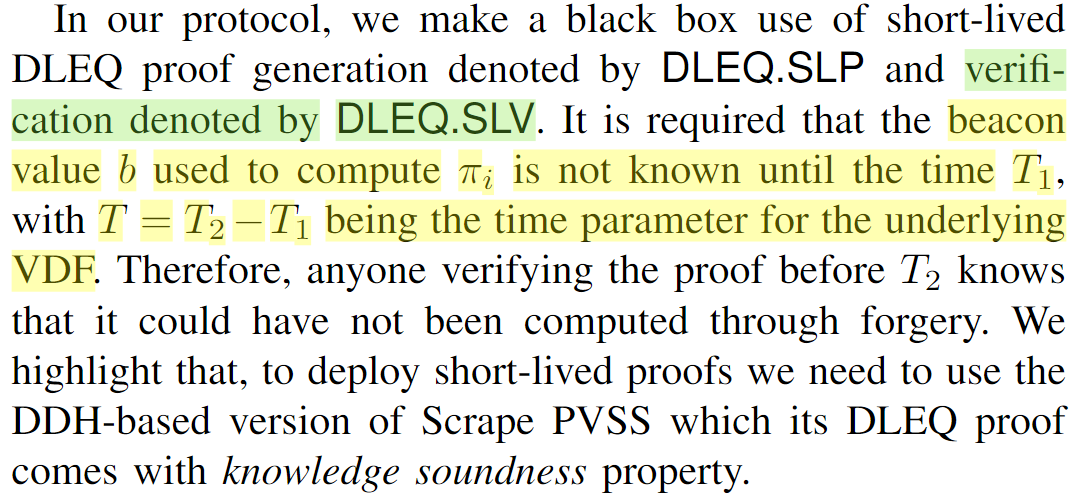 In our protocol, we make a black box use of short-lived
DLEQ proof generation denoted by DLEQ.SLP and verifi-
cation denoted by DLEQ.SLV. It is required that the beacon
value b used to compute πᵢ is not known until the time T₁,
with T = T₂−T₁ being the time parameter for the underlying
VDF. Therefore, anyone verifying the proof before T₂ knows
that it could have not been computed through forgery. We
highlight that, to deploy short-lived proofs we need to use the
DDH-based version of Scrape PVSS which its DLEQ proof
comes with knowledge soundness property.